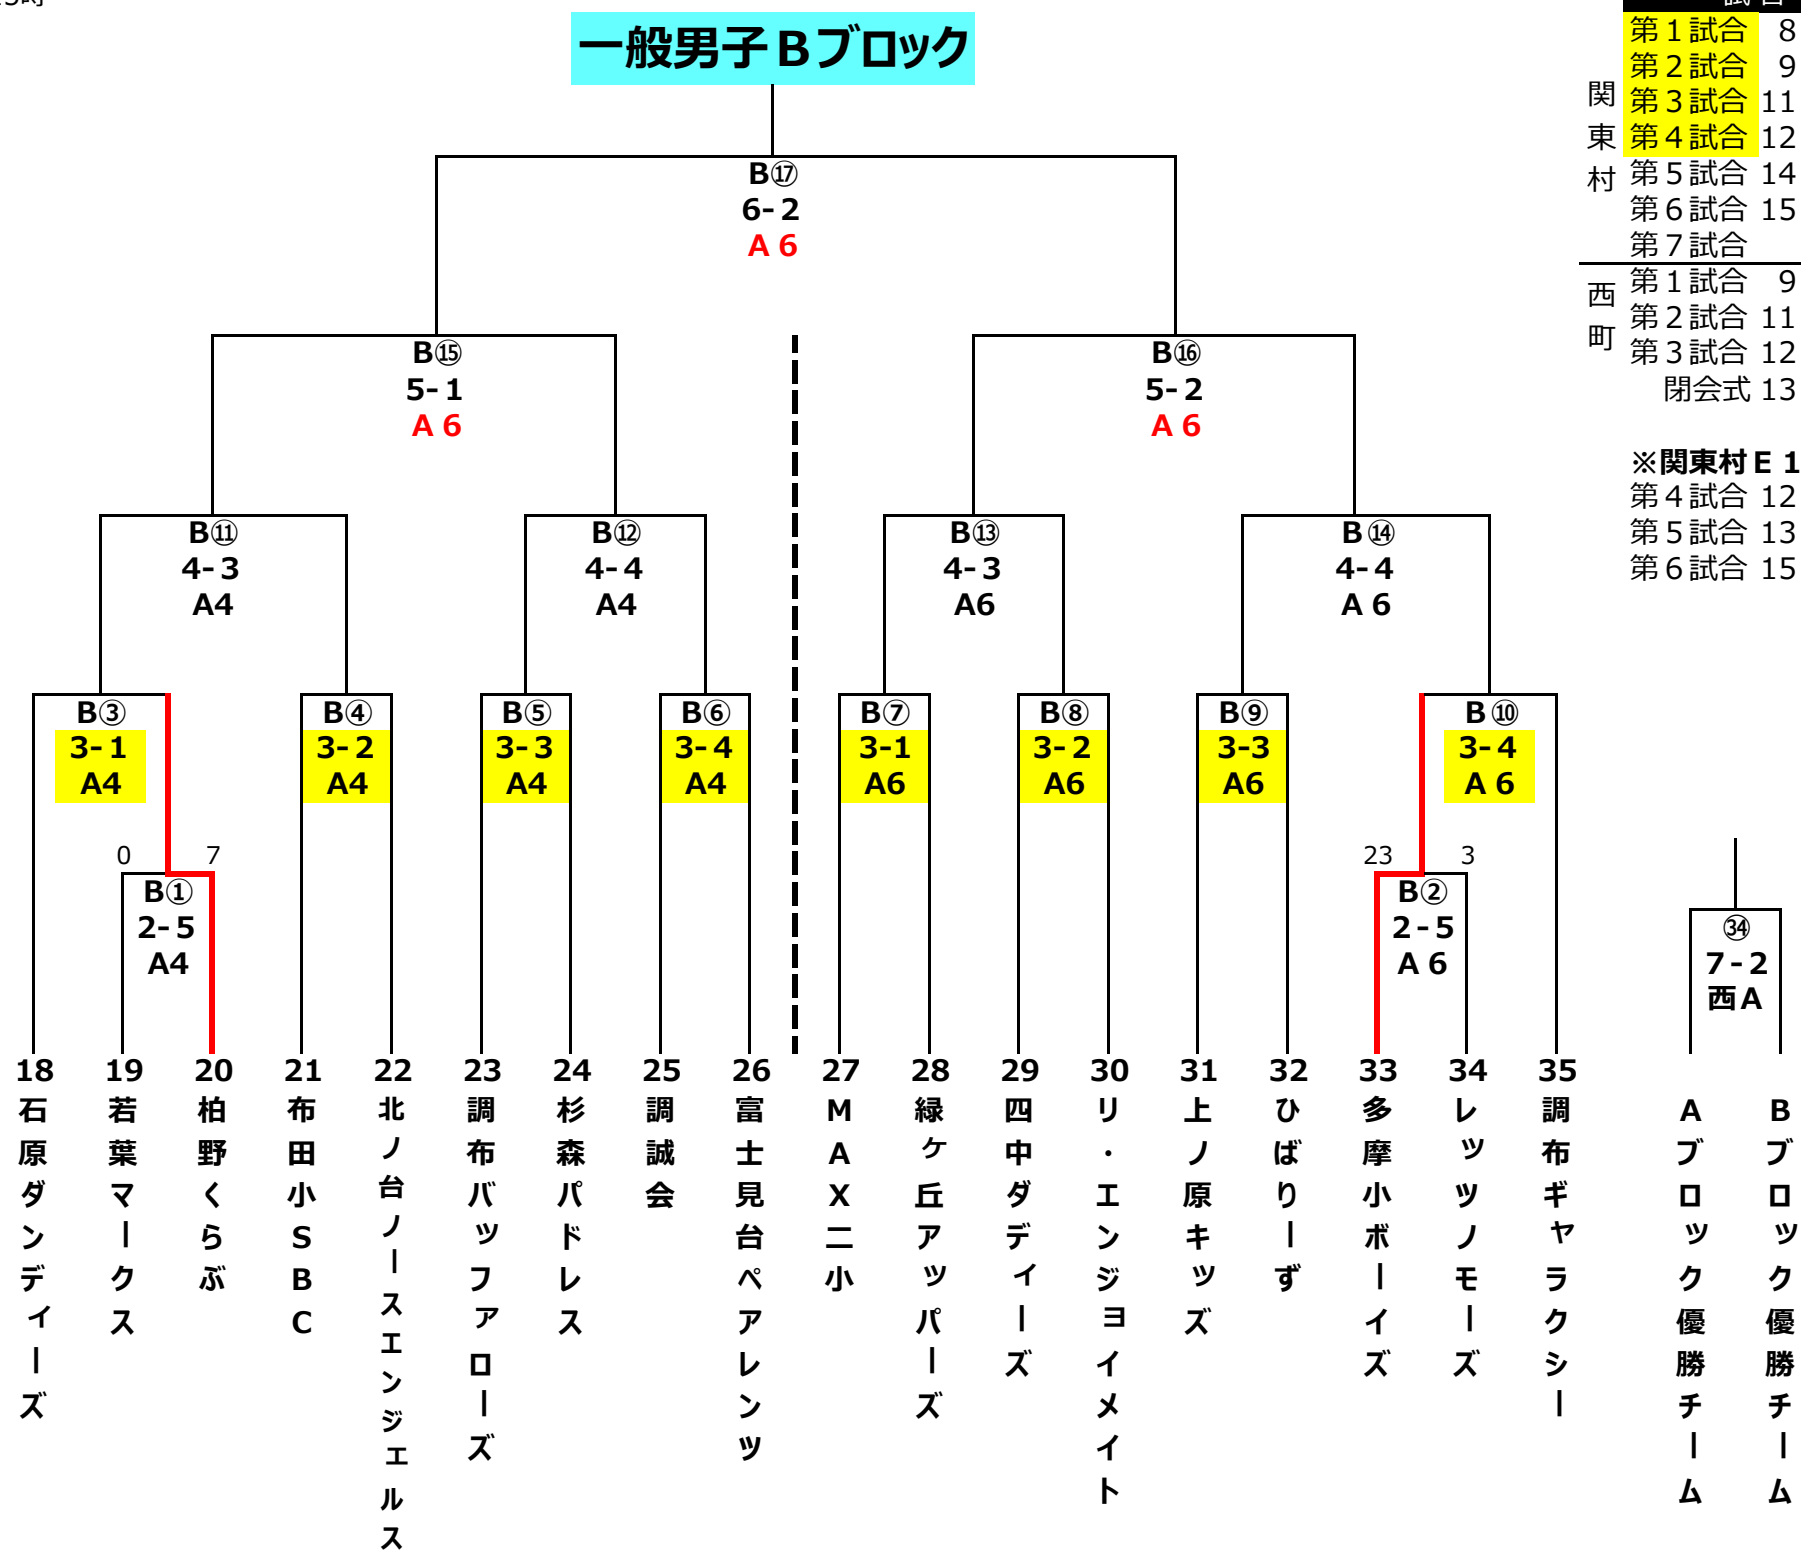 一般男子Bブロック
B⑰
6-2
A6
B⑮
5-1
A6
B⑯
5-2
A6
B⑪
4-3
A4
B⑫
4-4
A4
B⑬
4-3
A6
B⑭
4-4
A6
B③
3-1
A4
B④
3-2
A4
B⑤
3-3
A4
B⑥
3-4
A4
B⑦
3-1
A6
B⑧
3-2
A6
B⑨
3-3
A6
B⑩
3-4
A6
0 7
B①
2-5
A4
23 3
B②
2-5
A6
18 石原ダンディーズ
19 若葉マークス
20 柏野くらぶ
21 布田小SBC
22 北ノ台ノースエンジェルス
23 調布バッファローズ
24 杉森パドレス
25 調誠会
26 富士見台ペアレンツ
27 MAX二小
28 緑ヶ丘アッパーズ
29 四中ダディーズ
30 リ・エンジョイメイト
31 上ノ原キッズ
32 ひばりーず
33 多摩小ボーイズ
34 レッツノモーズ
35 調布ギャラクシー
㉞
7-2
西A
Aブロック優勝チーム
Bブロック優勝チーム
関東村
第1試合 8
第2試合 9
第3試合 11
第4試合 12
第5試合 14
第6試合 15
第7試合
西町
第1試合 9
第2試合 11
第3試合 12
閉会式 13
※関東村E1
第4試合 12
第5試合 13
第6試合 15